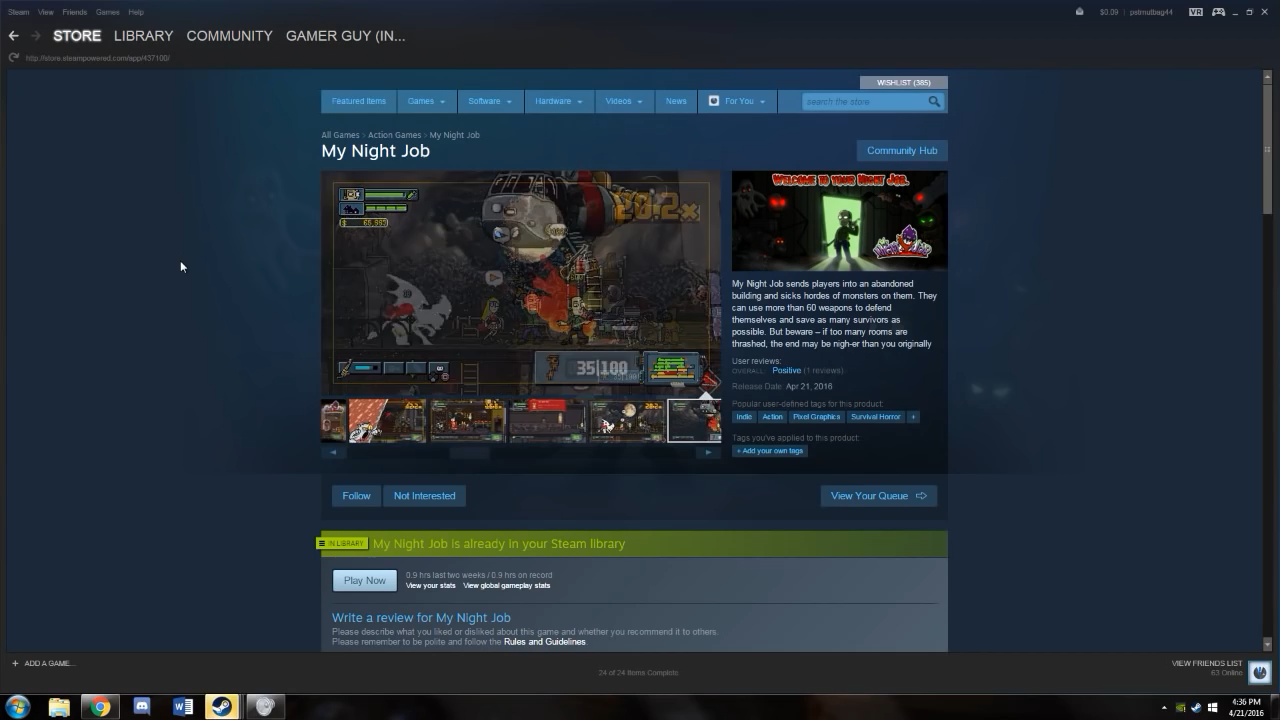 Steam View Friends Games Help
$0.09 patmutbag44 VR
STORE LIBRARY COMMUNITY GAMER GUY (IN...
http://store.steampowered.com/app/437100/
WISHLIST (385)
Featured Items Games Software Hardware Videos News For You search the store
All Games > Action Games > My Night Job
My Night Job
Community Hub
28.2x
35|100
WELCOME TO YOUR NIGHT JOB.
My Night Job sends players into an abandoned
building and sicks hordes of monsters on them. They
can use more than 60 weapons to defend
themselves and save as many survivors as
possible. But beware – if too many rooms are
thrashed, the end may be nigh-er than you originally
User reviews:
OVERALL: Positive (1 reviews)
Release Date: Apr 21, 2016
Popular user-defined tags for this product:
Indie Action Pixel Graphics Survival Horror +
Tags you've applied to this product:
+ Add your own tags
Follow Not Interested View Your Queue
IN LIBRARY My Night Job is already in your Steam library
Play Now
0.9 hrs last two weeks / 0.9 hrs on record
View your stats View global gameplay stats
Write a review for My Night Job
Please describe what you liked or disliked about this game and whether you recommend it to others.
Please remember to be polite and follow the Rules and Guidelines.
+ ADD A GAME...
24 of 24 Items Complete
VIEW FRIENDS LIST
63 Online
4:36 PM
4/21/2016